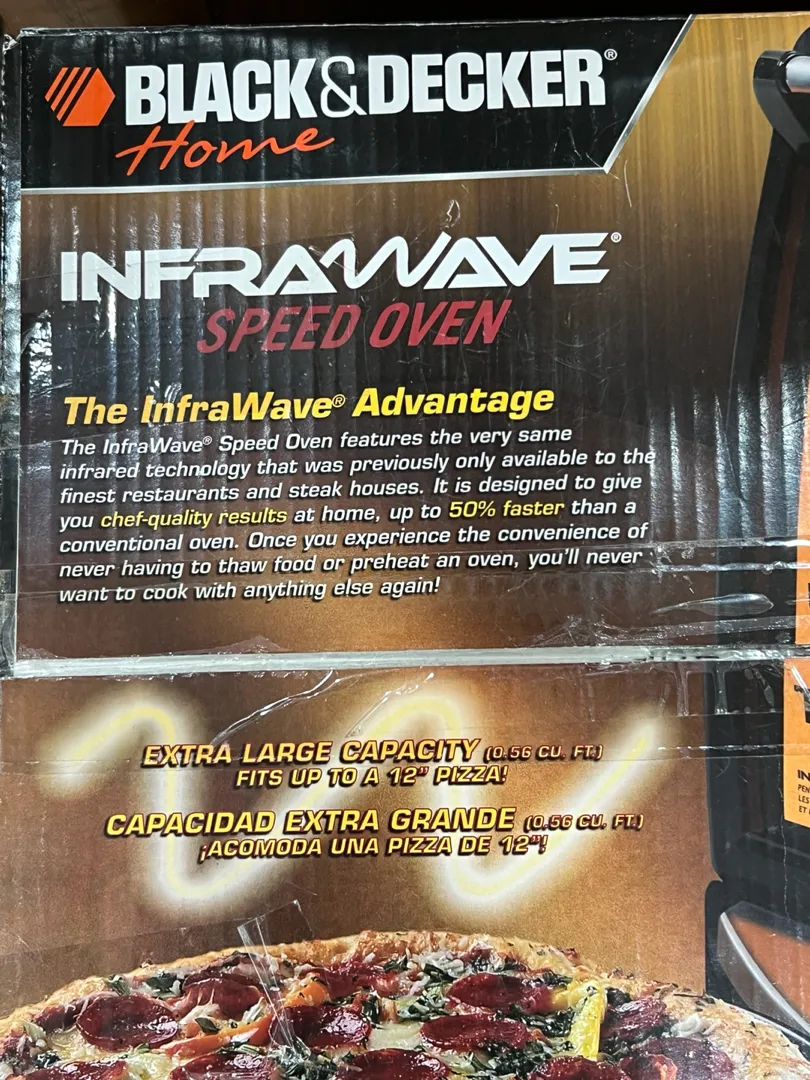 BLACK&DECKER®
Home
INFRAWAVE®
SPEED OVEN
The InfraWave® Advantage
The InfraWave® Speed Oven features the very same
infrared technology that was previously only available to the
finest restaurants and steak houses. It is designed to give
you chef-quality results at home, up to 50% faster than a
conventional oven. Once you experience the convenience of
never having to thaw food or preheat an oven, you'll never
want to cook with anything else again!
EXTRA LARGE CAPACITY (0.56 CU. FT.)
FITS UP TO A 12" PIZZA!
CAPACIDAD EXTRA GRANDE (0.56 CU. FT.)
¡ACOMODA UNA PIZZA DE 12"!
IN
PEN
LES
ET